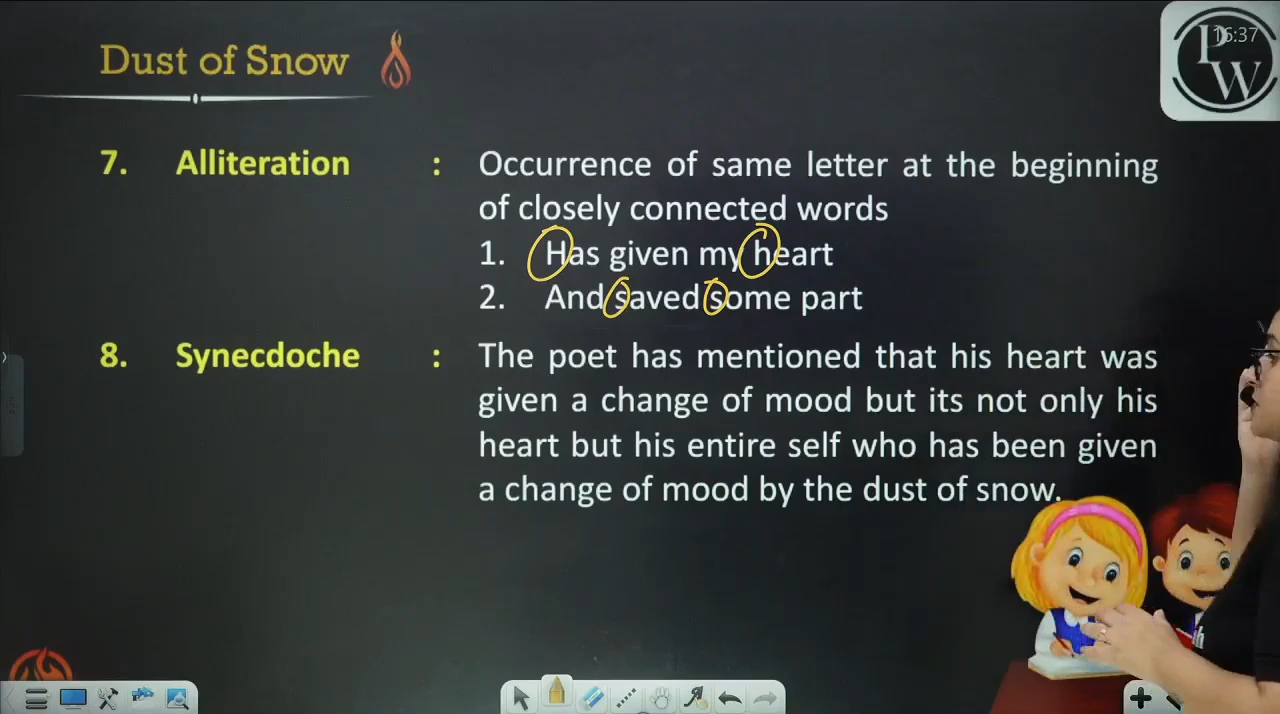 Dust of Snow
16:37
PW
7. Alliteration : Occurrence of same letter at the beginning
of closely connected words
1. Has given my heart
2. And saved some part
8. Synecdoche : The poet has mentioned that his heart was
given a change of mood but its not only his
heart but his entire self who has been given
a change of mood by the dust of snow.